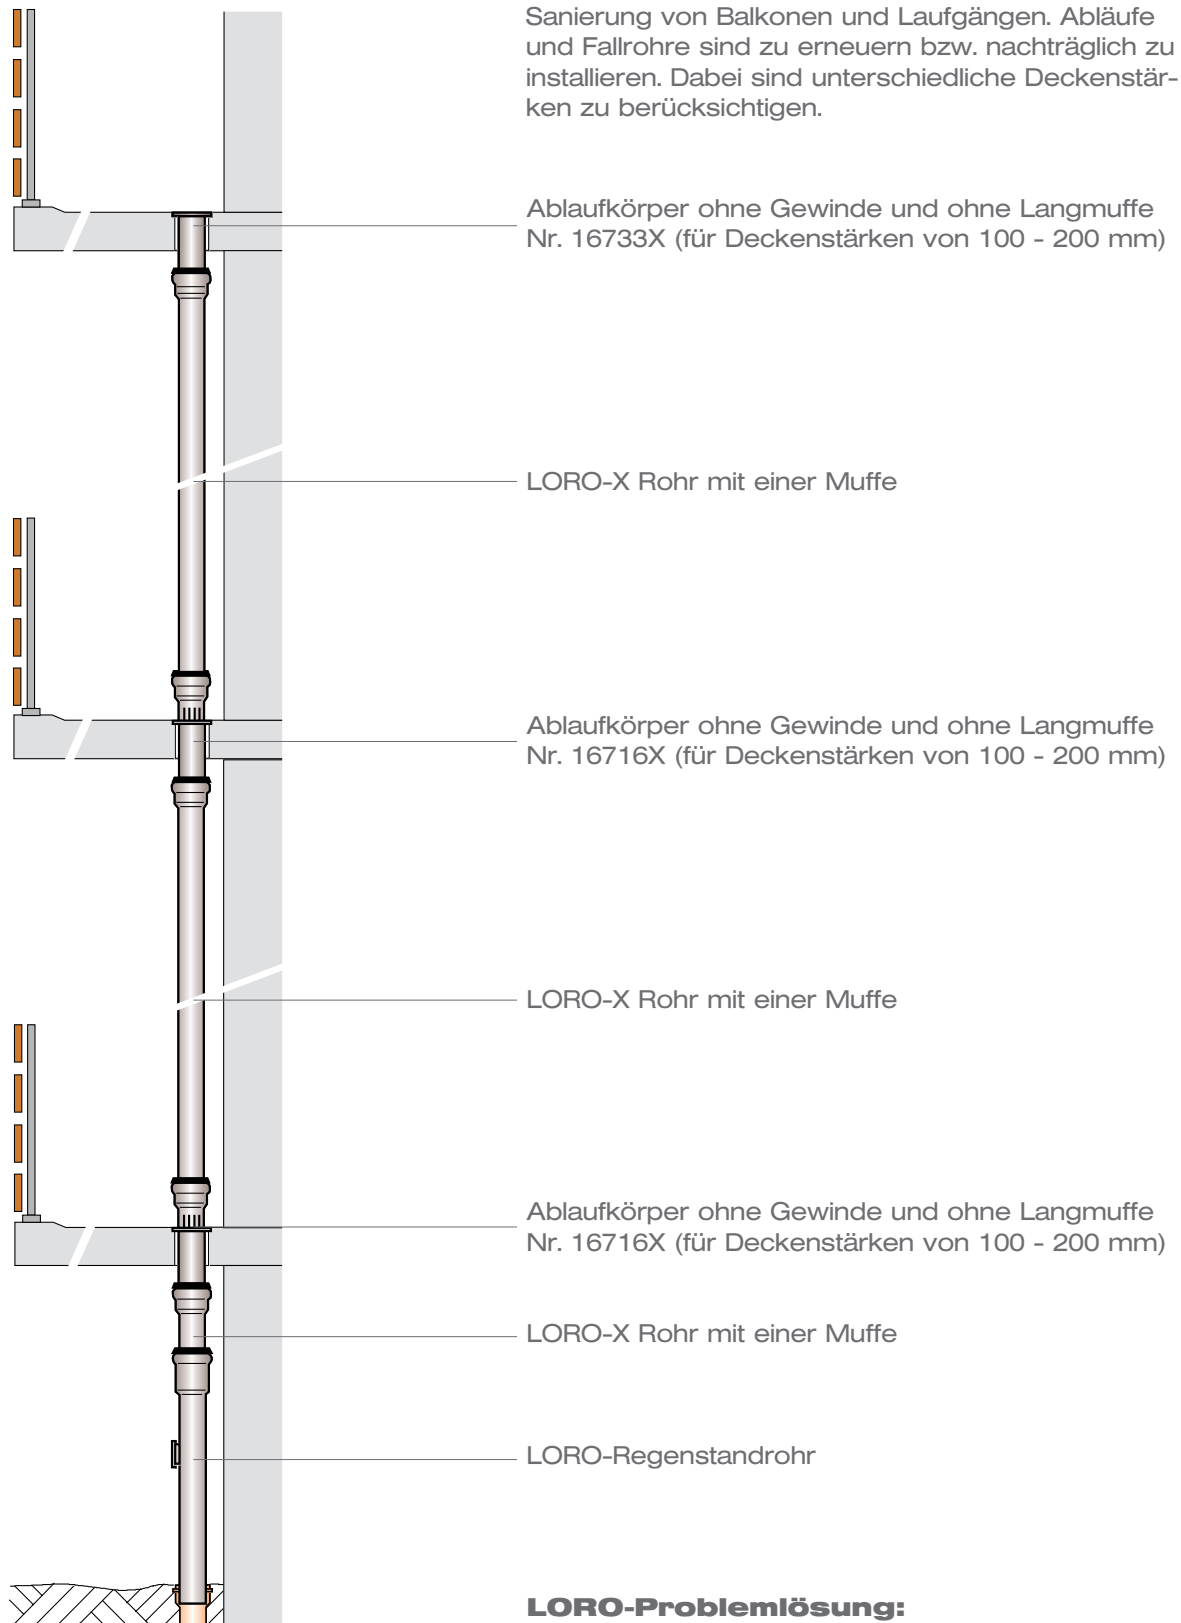 Sanierung von Balkonen und Laufgängen. Abläufe
und Fallrohre sind zu erneuern bzw. nachträglich zu
installieren. Dabei sind unterschiedliche Deckenstär-
ken zu berücksichtigen.
Ablaufkörper ohne Gewinde und ohne Langmuffe
Nr. 16733X (für Deckenstärken von 100 - 200 mm)
LORO-X Rohr mit einer Muffe
Ablaufkörper ohne Gewinde und ohne Langmuffe
Nr. 16716X (für Deckenstärken von 100 - 200 mm)
LORO-X Rohr mit einer Muffe
Ablaufkörper ohne Gewinde und ohne Langmuffe
Nr. 16716X (für Deckenstärken von 100 - 200 mm)
LORO-X Rohr mit einer Muffe
LORO-Regenstandrohr
LORO-Problemlösung: